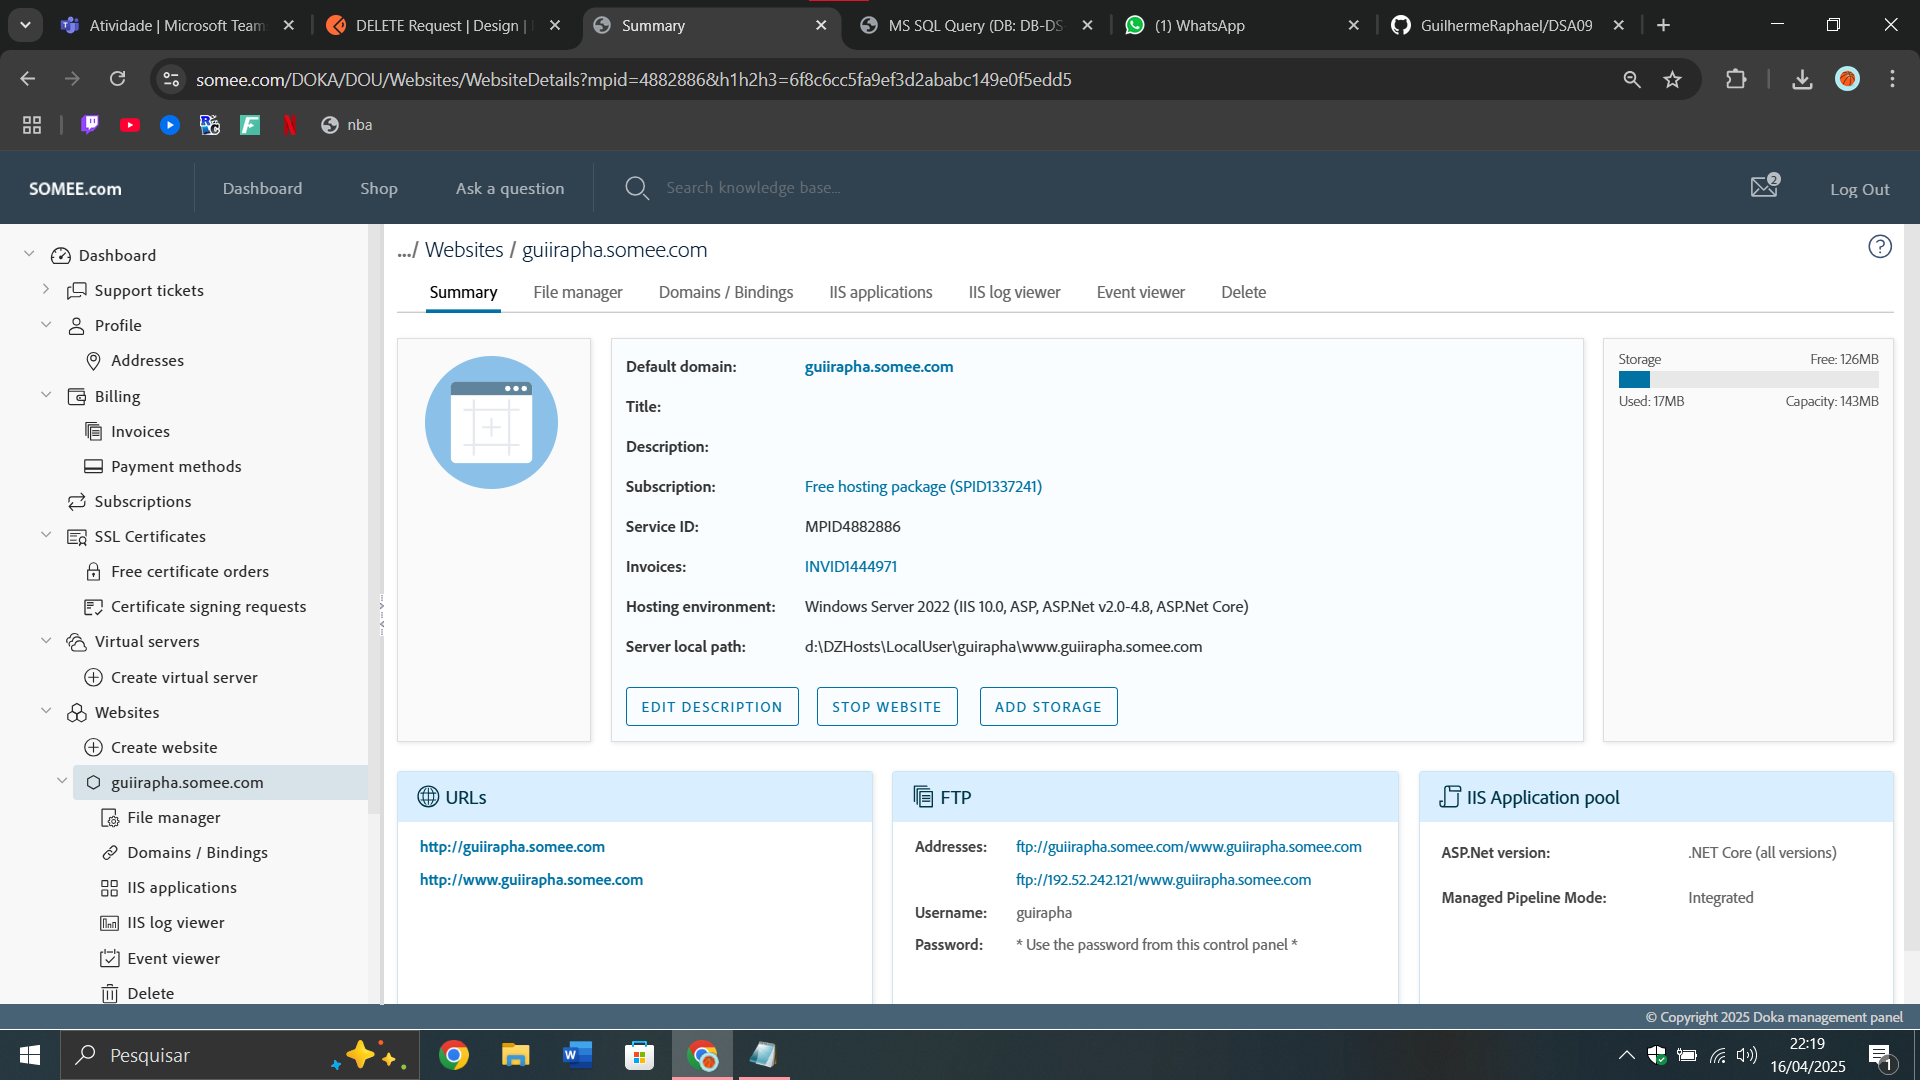 Atividade | Microsoft Team
DELETE Request | Design |
Summary
MS SQL Query (DB: DB-DS-
(1) WhatsApp
GuilhermeRaphael/DSA09
somee.com/DOKA/DOU/Websites/WebsiteDetails?mpid=4882886&h1h2h3=6f8c6cc5fa9ef3d2ababc149e0f5edd5
nba
SOMEE.com
Dashboard
Shop
Ask a question
Search knowledge base...
2
Log Out
Dashboard
Support tickets
Profile
Addresses
Billing
Invoices
Payment methods
Subscriptions
SSL Certificates
Free certificate orders
Certificate signing requests
Virtual servers
Create virtual server
Websites
Create website
guiirapha.somee.com
File manager
Domains / Bindings
IIS applications
IIS log viewer
Event viewer
Delete
.../ Websites / guiirapha.somee.com
Summary
File manager
Domains / Bindings
IIS applications
IIS log viewer
Event viewer
Delete
Default domain: guiirapha.somee.com
Title:
Description:
Subscription: Free hosting package (SPID1337241)
Service ID: MPID4882886
Invoices: INVID1444971
Hosting environment: Windows Server 2022 (IIS 10.0, ASP, ASP.Net v2.0-4.8, ASP.Net Core)
Server local path: d:\DZHosts\LocalUser\guirapha\www.guiirapha.somee.com
EDIT DESCRIPTION
STOP WEBSITE
ADD STORAGE
Storage Free: 126MB
Used: 17MB Capacity: 143MB
URLs
http://guiirapha.somee.com
http://www.guiirapha.somee.com
FTP
Addresses: ftp://guiirapha.somee.com/www.guiirapha.somee.com
ftp://192.52.242.121/www.guiirapha.somee.com
Username: guirapha
Password: * Use the password from this control panel *
IIS Application pool
ASP.Net version: .NET Core (all versions)
Managed Pipeline Mode: Integrated
© Copyright 2025 Doka management panel
Pesquisar
22:19
16/04/2025
1